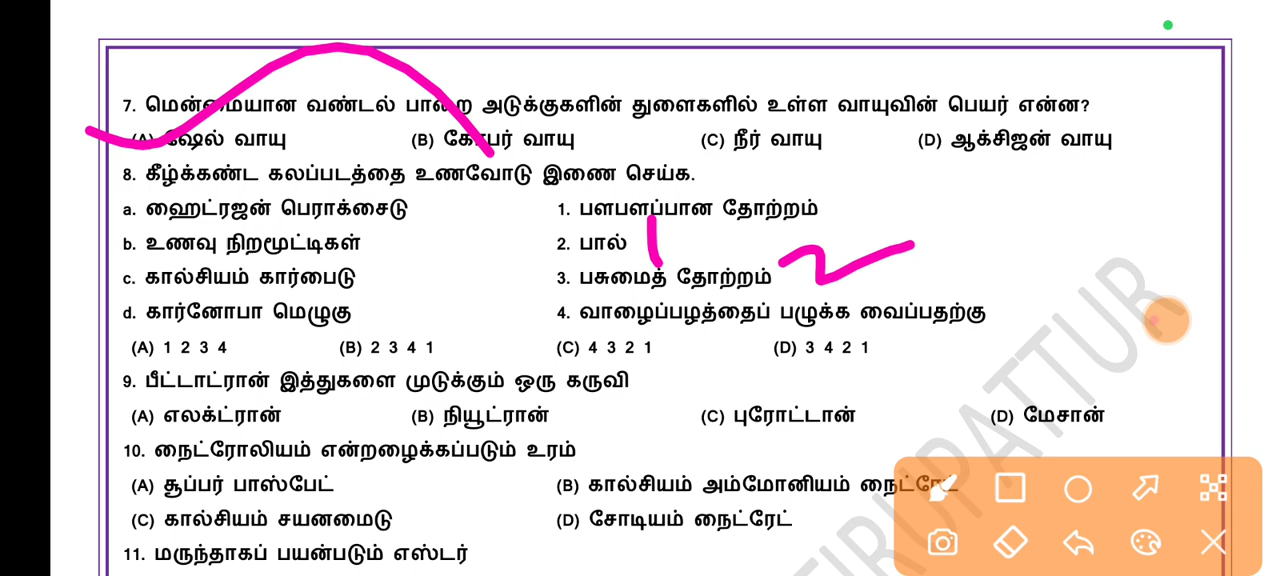 7. மென்மையான வண்டல் பாறை அடுக்குகளின் துளைகளில் உள்ள வாயுவின் பெயர் என்ன?
(A) ஷேல் வாயு (B) கோபர் வாயு (C) நீர் வாயு (D) ஆக்சிஜன் வாயு
8. கீழ்க்கண்ட கலப்படத்தை உணவோடு இணை செய்க.
a. ஹைட்ரஜன் பெராக்சைடு 1. பளபளப்பான தோற்றம்
b. உணவு நிறமூட்டிகள் 2. பால்
c. கால்சியம் கார்பைடு 3. பசுமைத் தோற்றம்
d. கார்னோபா மெழுகு 4. வாழைப்பழத்தைப் பழுக்க வைப்பதற்கு
(A) 1 2 3 4 (B) 2 3 4 1 (C) 4 3 2 1 (D) 3 4 2 1
9. பீட்டாட்ரான் இத்துகளை முடுக்கும் ஒரு கருவி
(A) எலக்ட்ரான் (B) நியூட்ரான் (C) புரோட்டான் (D) மேசான்
10. நைட்ரோலியம் என்றழைக்கப்படும் உரம்
(A) சூப்பர் பாஸ்பேட் (B) கால்சியம் அம்மோனியம் நைட்ரேட்
(C) கால்சியம் சயனமைடு (D) சோடியம் நைட்ரேட்
11. மருந்தாகப் பயன்படும் எஸ்டர்
TIRUPATTUR